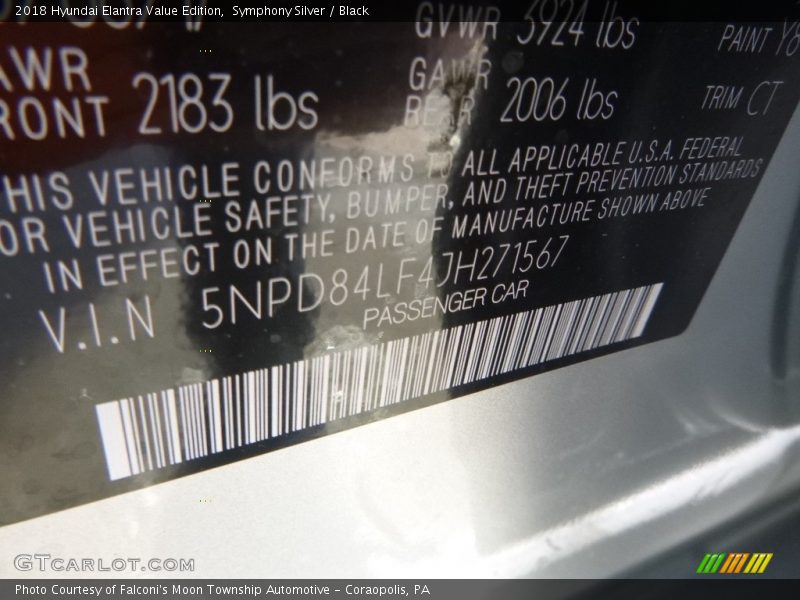 2018 Hyundai Elantra Value Edition,  Symphony Silver / Black
GVWR 3924 lbs
PAINT Y8
AWR
RONT 2183 lbs
GAWR
REAR 2006 lbs
TRIM CT
HIS VEHICLE CONFORMS TO ALL APPLICABLE U.S.A. FEDERAL
OR VEHICLE SAFETY, BUMPER, AND THEFT PREVENTION STANDARDS
IN EFFECT ON THE DATE OF MANUFACTURE SHOWN ABOVE
V.I.N 5NPD84LF4JH271567
PASSENGER CAR
GTCARLOT.COM
Photo Courtesy of Falconi's Moon Township Automotive - Coraopolis, PA